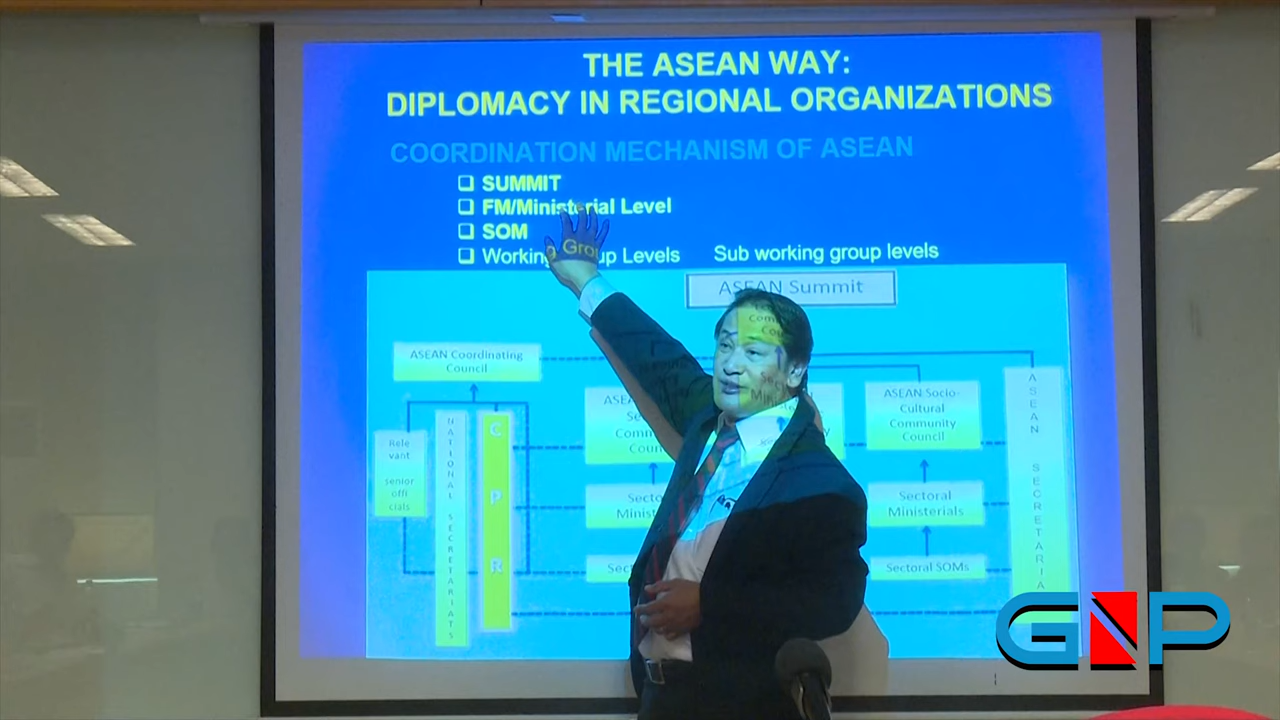 THE ASEAN WAY:
DIPLOMACY IN REGIONAL ORGANIZATIONS
COORDINATION MECHANISM OF ASEAN
❑ SUMMIT
❑ FM/Ministerial Level
❑ SOM
❑ Working Group Levels Sub working group levels
ASEAN Summit
ASEAN Coordinating
Council
ASEAN Socio-
Cultural
Community
Council
Rele
vant
senior
offi
cials
NATIONAL SECRETARIATS
CPR
Sectoral
Ministerials
Sectoral SOMs
ASEAN SECRETARIA
GNP